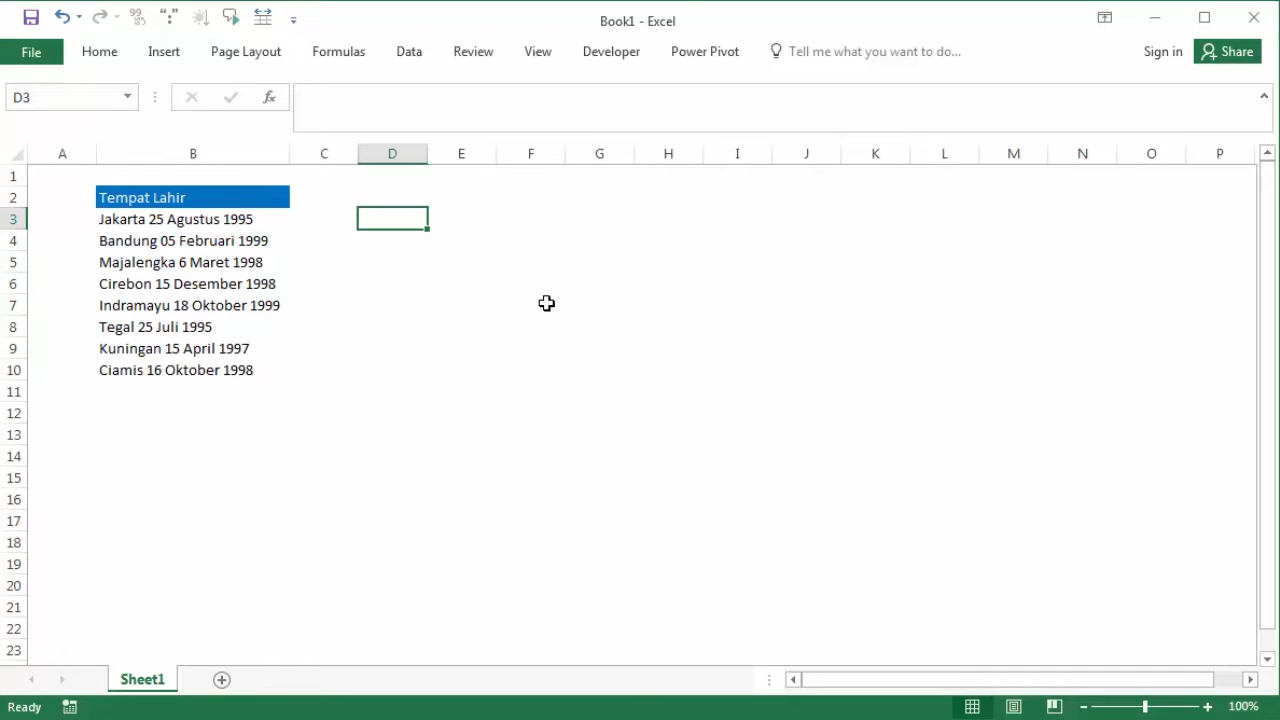 Book1 - Excel
File Home Insert Page Layout Formulas Data Review View Developer Power Pivot Tell me what you want to do... Sign in Share
D3 fx
A B C D E F G H I J K L M N O P
1
2 Tempat Lahir
3 Jakarta 25 Agustus 1995
4 Bandung 05 Februari 1999
5 Majalengka 6 Maret 1998
6 Cirebon 15 Desember 1998
7 Indramayu 18 Oktober 1999
8 Tegal 25 Juli 1995
9 Kuningan 15 April 1997
10 Ciamis 16 Oktober 1998
11
12
13
14
15
16
17
18
19
20
21
22
23
Sheet1
Ready 100%